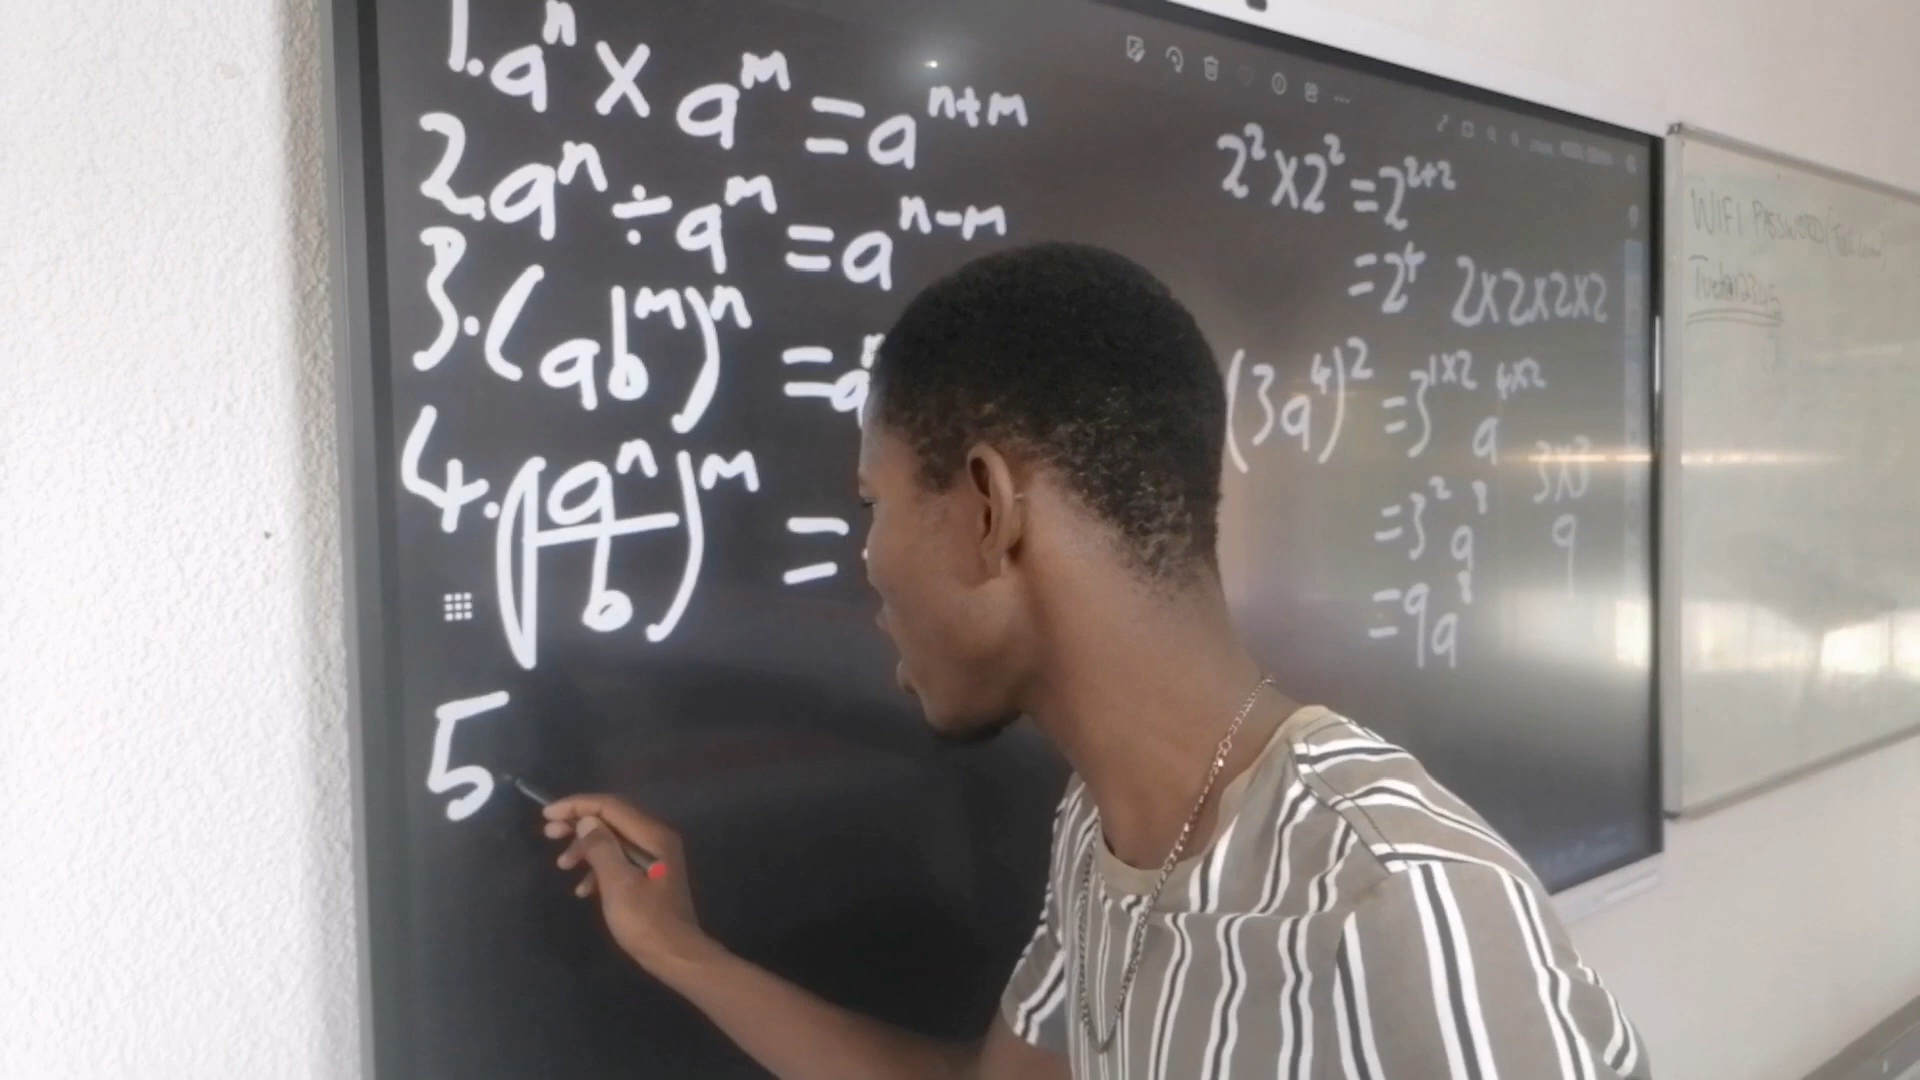 1. aⁿ × aᵐ = aⁿ⁺ᵐ
2. aⁿ ÷ aᵐ = aⁿ⁻ᵐ
3. (abᵐ)ⁿ = a
4. (aⁿ/b)ᵐ =
5
2² × 2² = 2²⁺²
= 2⁴ 2×2×2×2
(3a⁴)² = 3¹ˣ² a⁴ˣ²
= 3² a⁸ 3×3
9
= 9a⁸
WIFI PASSWORD